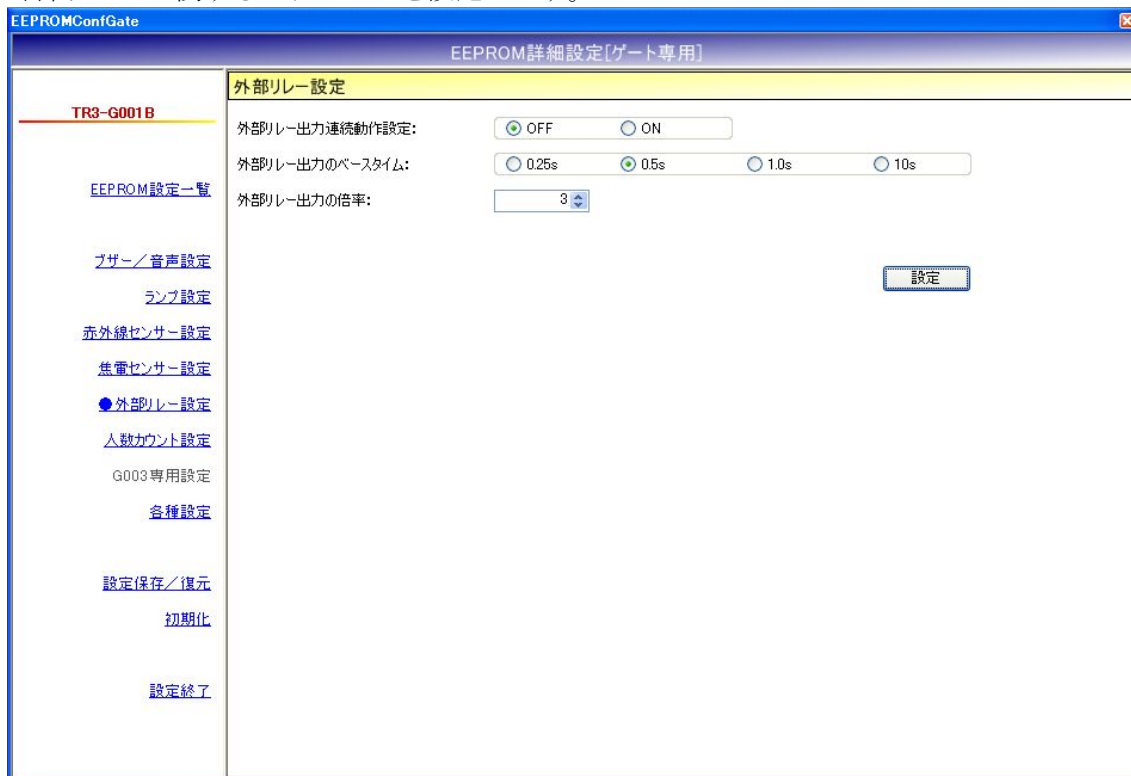 EEPROMConfGate
EEPROM詳細設定[ゲート専用]
TR3-G001B
EEPROM設定一覧
ブザー／音声設定
ランプ設定
赤外線センサー設定
焦電センサー設定
●外部リレー設定
人数カウント設定
G003専用設定
各種設定
設定保存／復元
初期化
設定終了
外部リレー設定
外部リレー出力連続動作設定: OFF ON
外部リレー出力のベースタイム: 0.25s 0.5s 1.0s 10s
外部リレー出力の倍率: 3
設定